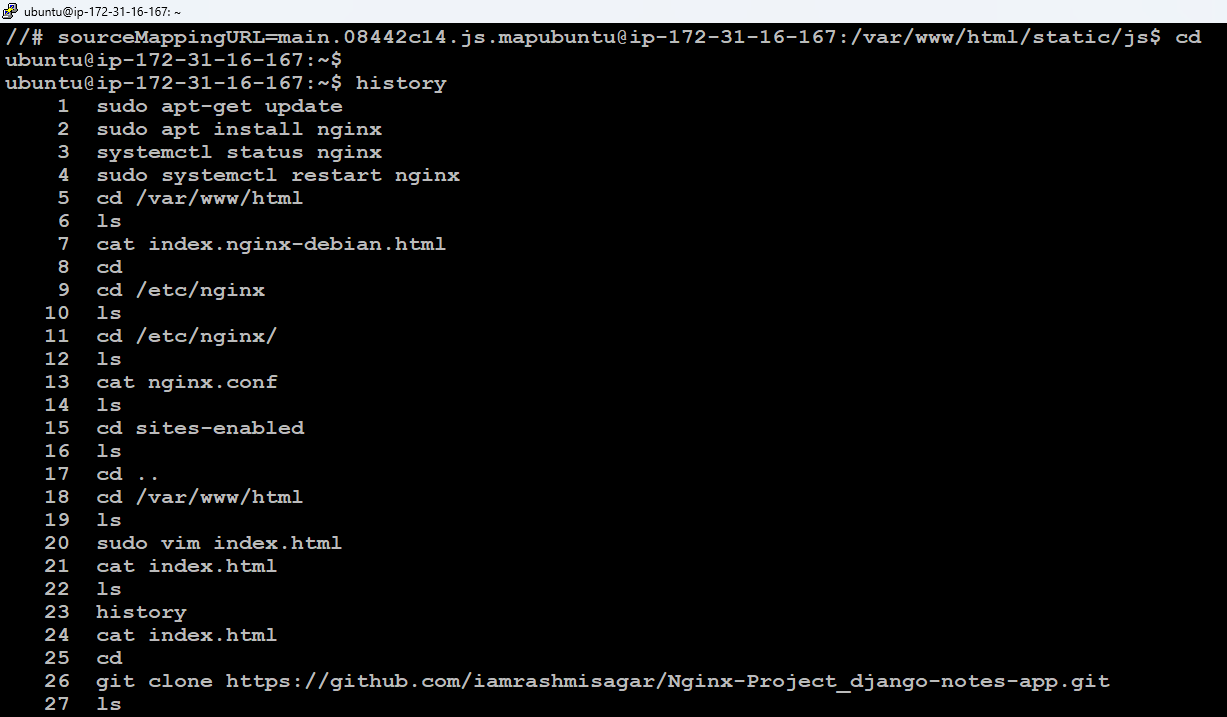 ubuntu@ip-172-31-16-167: ~
//# sourceMappingURL=main.08442c14.js.mapubuntu@ip-172-31-16-167:/var/www/html/static/js$ cd
ubuntu@ip-172-31-16-167:~$
ubuntu@ip-172-31-16-167:~$ history
1 sudo apt-get update
2 sudo apt install nginx
3 systemctl status nginx
4 sudo systemctl restart nginx
5 cd /var/www/html
6 ls
7 cat index.nginx-debian.html
8 cd
9 cd /etc/nginx
10 ls
11 cd /etc/nginx/
12 ls
13 cat nginx.conf
14 ls
15 cd sites-enabled
16 ls
17 cd ..
18 cd /var/www/html
19 ls
20 sudo vim index.html
21 cat index.html
22 ls
23 history
24 cat index.html
25 cd
26 git clone https://github.com/iamrashmisagar/Nginx-Project_django-notes-app.git
27 ls